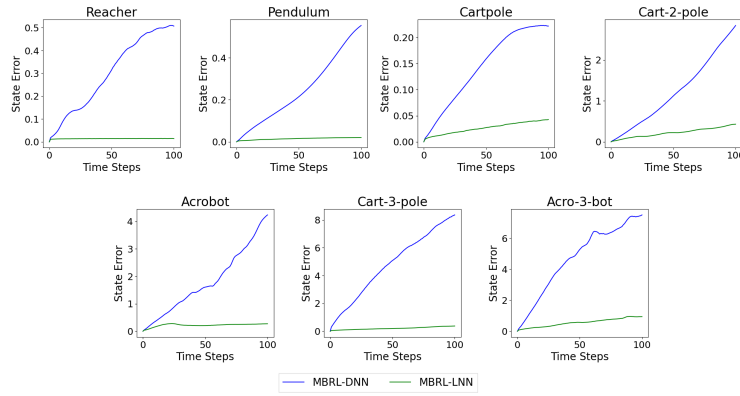 Reacher
Pendulum
Cartpole
Cart-2-pole
State Error
0.5
0.4
0.3
0.2
0.1
0.0
0
50
100
Time Steps
State Error
0.4
0.2
0.0
0
50
100
Time Steps
State Error
0.20
0.15
0.10
0.05
0.00
0
50
100
Time Steps
State Error
2
1
0
0
50
100
Time Steps
Acrobot
Cart-3-pole
Acro-3-bot
State Error
4
3
2
1
0
0
50
100
Time Steps
State Error
8
6
4
2
0
0
50
100
Time Steps
State Error
6
4
2
0
0
50
100
Time Steps
MBRL-DNN
MBRL-LNN